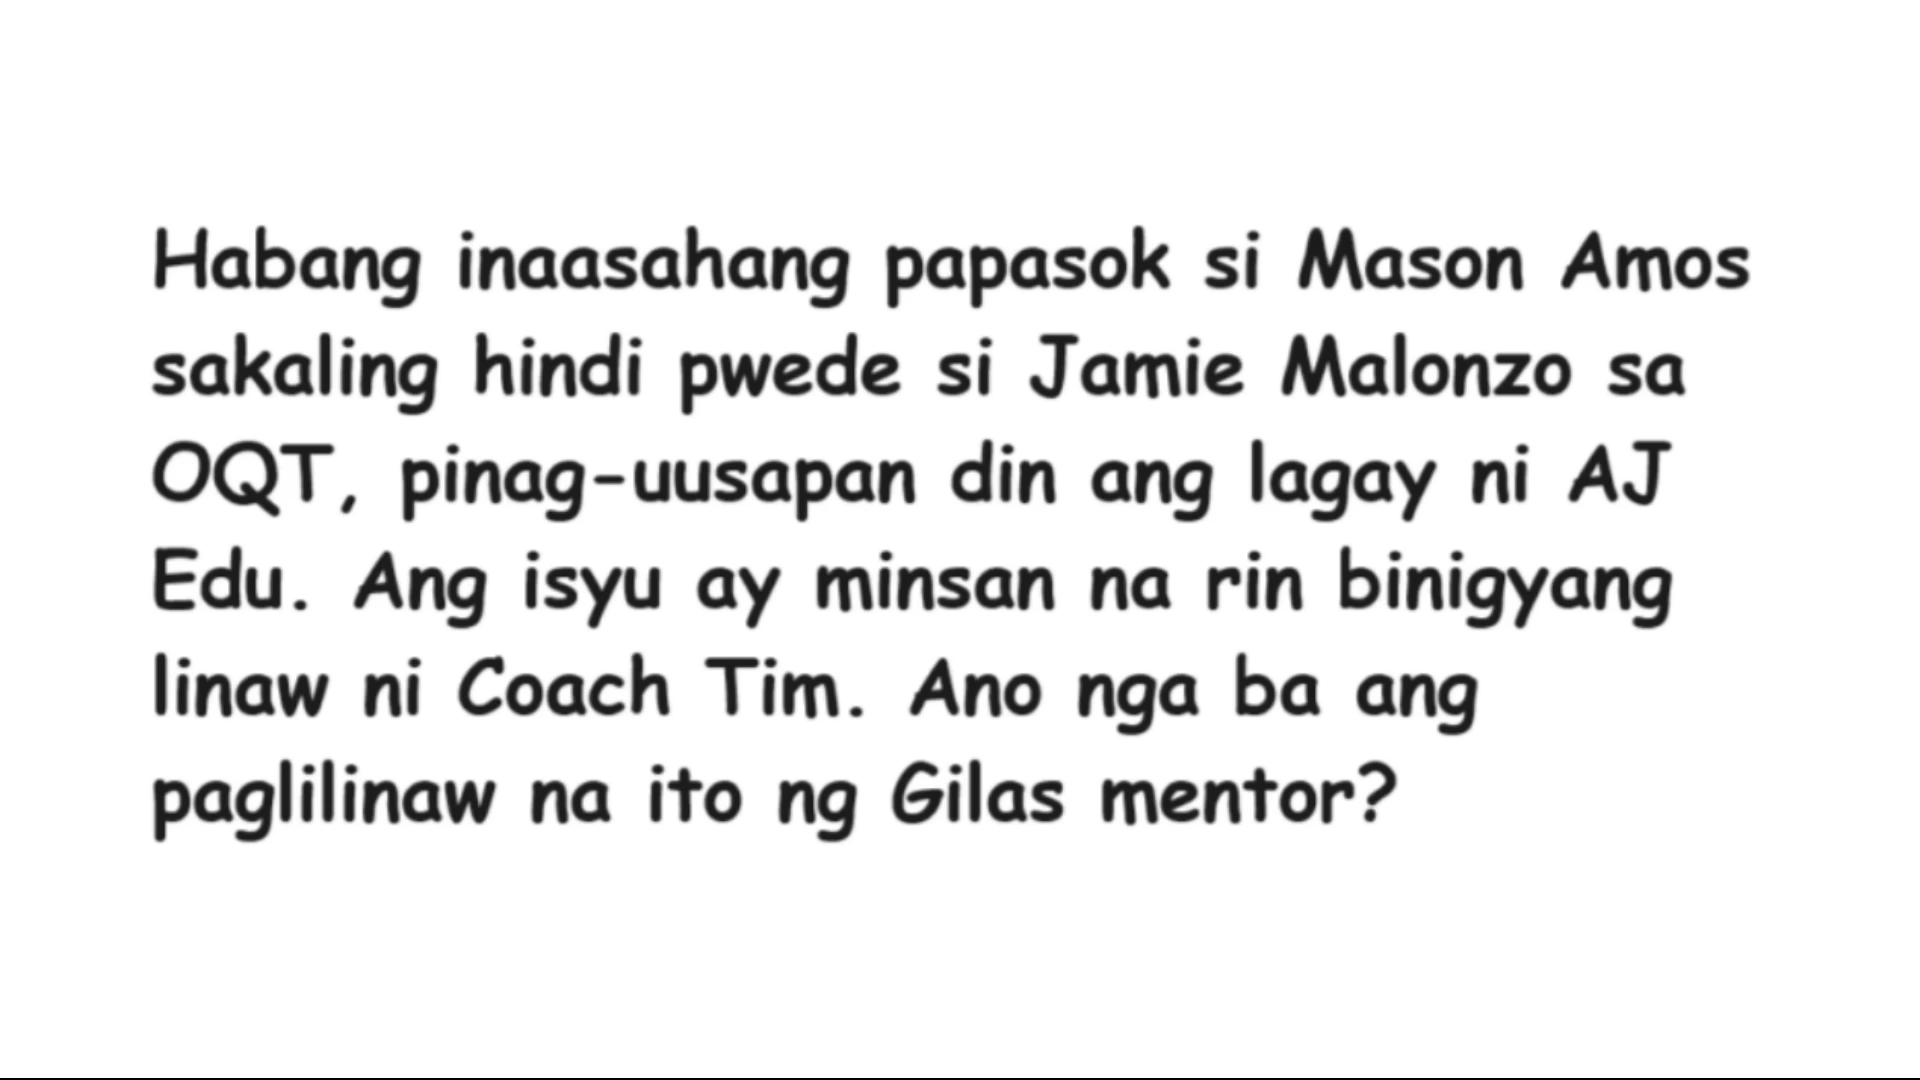 Habang inaasahang papasok si Mason Amos
sakaling hindi pwede si Jamie Malonzo sa
OQT, pinag-uusapan din ang lagay ni AJ
Edu. Ang isyu ay minsan na rin binigyang
linaw ni Coach Tim. Ano nga ba ang
paglilinaw na ito ng Gilas mentor?